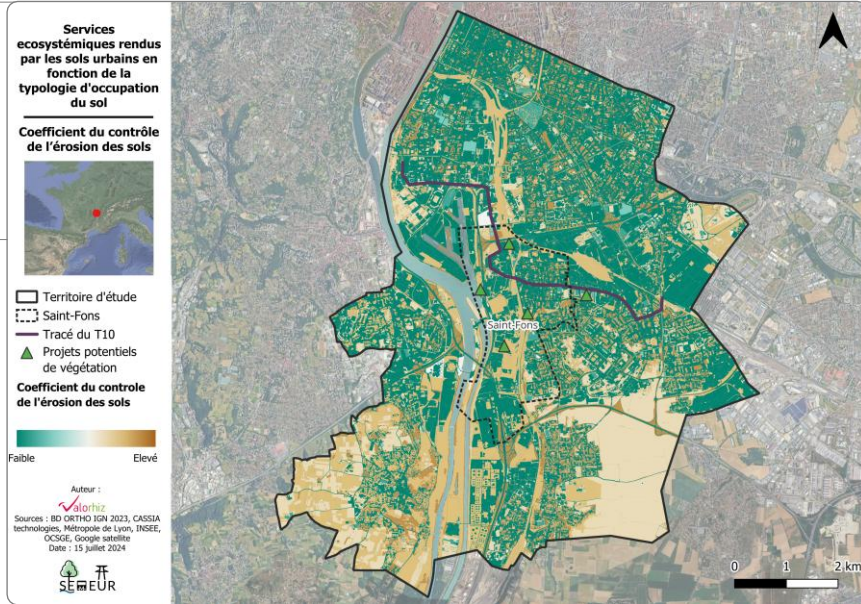 Services
ecosystémiques rendus
par les sols urbains en
fonction de la
typologie d'occupation
du sol
Coefficient du contrôle
de l'érosion des sols
Territoire d'étude
Saint-Fons
Tracé du T10
Projets potentiels
de végétation
Coefficient du controle
de l'érosion des sols
Faible Elevé
Auteur :
Valorhiz
Sources : BD ORTHO IGN 2023, CASSIA
technologies, Métropole de Lyon, INSEE,
OCSGE, Google satellite
Date : 15 juillet 2024
SEMEUR
Saint-Fons
0 1 2 km